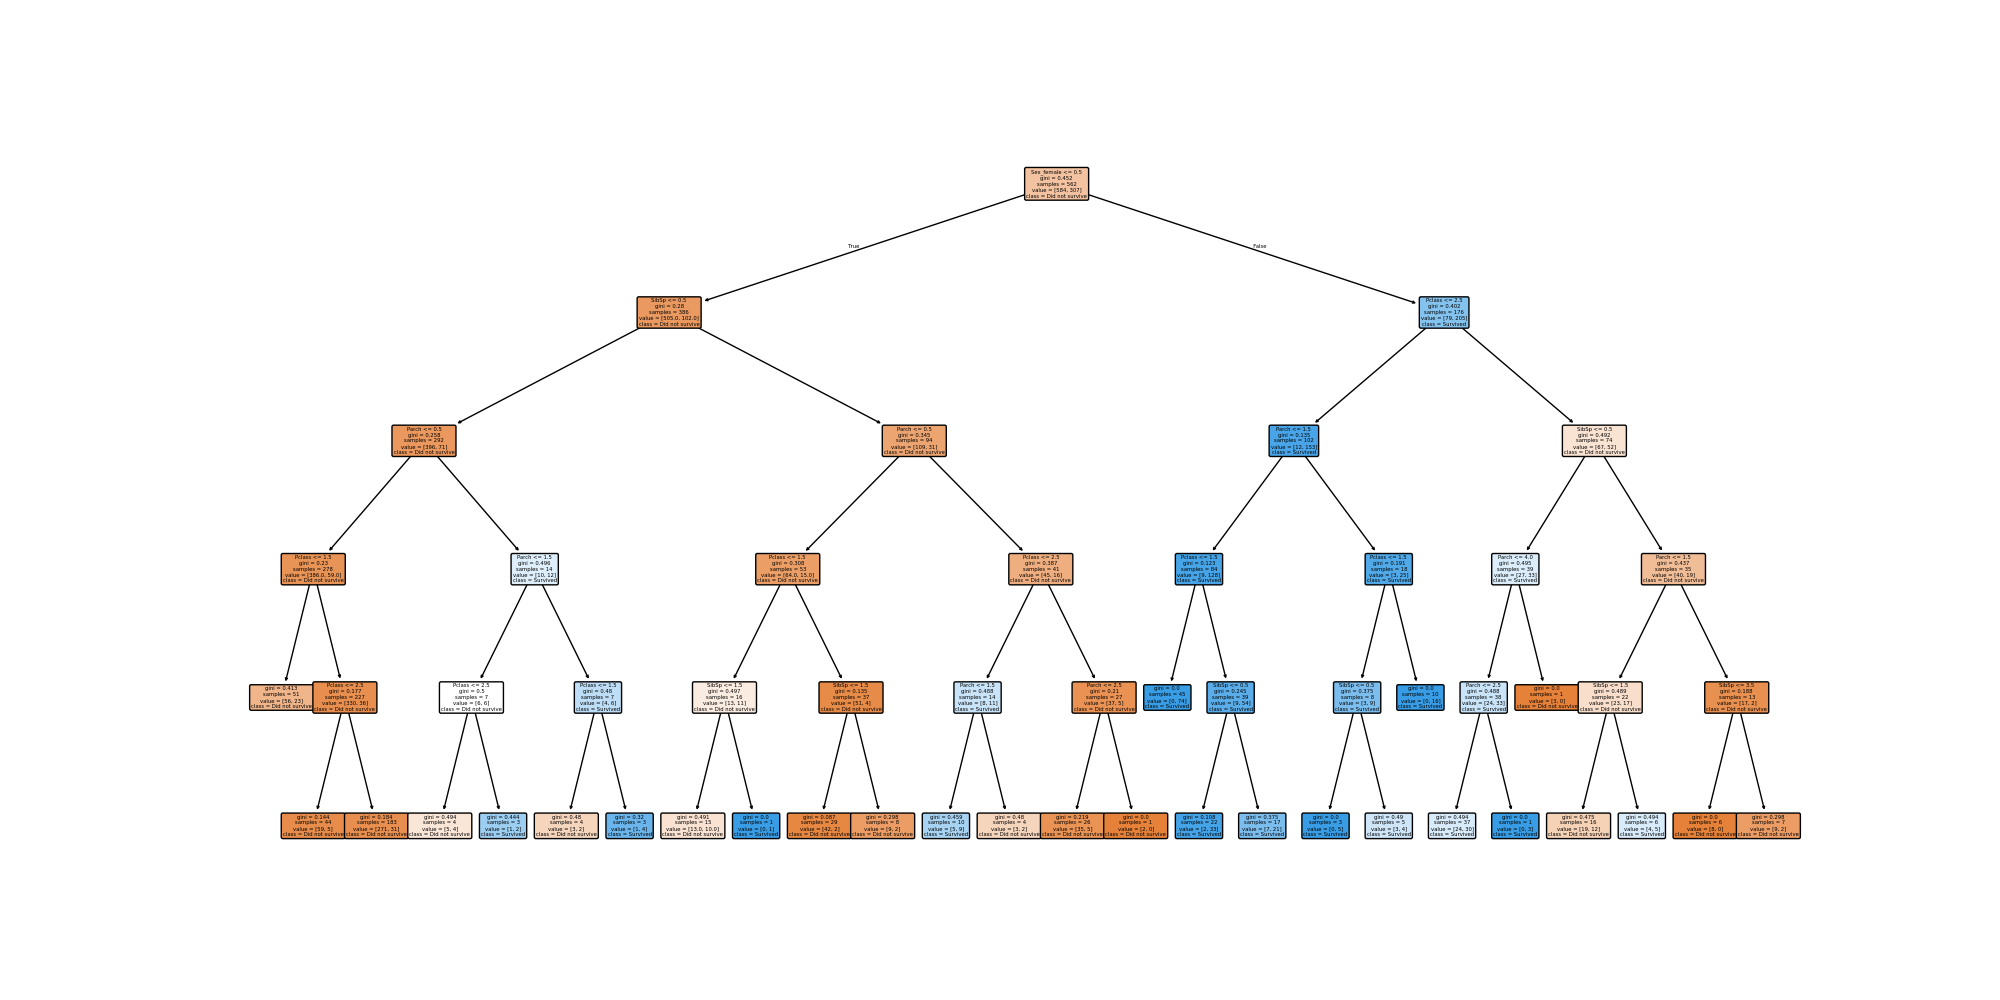 Sex_female <= 0.5
gini = 0.452
samples = 562
value = [584, 307]
class = Did not survive
True
False
SibSp <= 0.5
gini = 0.28
samples = 386
value = [505.0, 102.0]
class = Did not survive
Pclass <= 2.5
gini = 0.402
samples = 176
value = [79, 205]
class = Survived
Parch <= 0.5
gini = 0.258
samples = 292
value = [396, 71]
class = Did not survive
Parch <= 0.5
gini = 0.345
samples = 94
value = [109, 31]
class = Did not survive
Parch <= 1.5
gini = 0.135
samples = 102
value = [12, 153]
class = Survived
SibSp <= 0.5
gini = 0.492
samples = 74
value = [67, 52]
class = Did not survive
Pclass <= 1.5
gini = 0.23
samples = 278
value = [386.0, 59.0]
class = Did not survive
Parch <= 1.5
gini = 0.496
samples = 14
value = [10, 12]
class = Survived
Pclass <= 1.5
gini = 0.308
samples = 53
value = [64.0, 15.0]
class = Did not survive
Pclass <= 2.5
gini = 0.387
samples = 41
value = [45, 16]
class = Did not survive
Pclass <= 1.5
gini = 0.123
samples = 84
value = [9, 128]
class = Survived
Pclass <= 1.5
gini = 0.191
samples = 18
value = [3, 25]
class = Survived
Parch <= 4.0
gini = 0.495
samples = 39
value = [27, 33]
class = Survived
Parch <= 1.5
gini = 0.437
samples = 35
value = [40, 19]
class = Did not survive
gini = 0.413
samples = 51
value = [56, 23]
class = Did not survive
Pclass <= 2.5
gini = 0.177
samples = 227
value = [330, 36]
class = Did not survive
Pclass <= 2.5
gini = 0.5
samples = 7
value = [6, 6]
class = Did not survive
Pclass <= 1.5
gini = 0.48
samples = 7
value = [4, 6]
class = Survived
SibSp <= 1.5
gini = 0.497
samples = 16
value = [13, 11]
class = Did not survive
SibSp <= 1.5
gini = 0.135
samples = 37
value = [51, 4]
class = Did not survive
Parch <= 1.5
gini = 0.488
samples = 14
value = [8, 11]
class = Survived
Parch <= 2.5
gini = 0.21
samples = 27
value = [37, 5]
class = Did not survive
gini = 0.0
samples = 45
value = [0, 74]
class = Survived
SibSp <= 0.5
gini = 0.245
samples = 39
value = [9, 54]
class = Survived
SibSp <= 0.5
gini = 0.375
samples = 8
value = [3, 9]
class = Survived
gini = 0.0
samples = 10
value = [0, 16]
class = Survived
Parch <= 2.5
gini = 0.488
samples = 38
value = [24, 33]
class = Survived
gini = 0.0
samples = 1
value = [3, 0]
class = Did not survive
SibSp <= 1.5
gini = 0.489
samples = 22
value = [23, 17]
class = Did not survive
SibSp <= 3.5
gini = 0.188
samples = 13
value = [17, 2]
class = Did not survive
gini = 0.144
samples = 44
value = [59, 5]
class = Did not survive
gini = 0.184
samples = 183
value = [271, 31]
class = Did not survive
gini = 0.494
samples = 4
value = [5, 4]
class = Did not survive
gini = 0.444
samples = 3
value = [1, 2]
class = Survived
gini = 0.48
samples = 4
value = [3, 2]
class = Did not survive
gini = 0.32
samples = 3
value = [1, 4]
class = Survived
gini = 0.491
samples = 15
value = [13.0, 10.0]
class = Did not survive
gini = 0.0
samples = 1
value = [0, 1]
class = Survived
gini = 0.087
samples = 29
value = [42, 2]
class = Did not survive
gini = 0.298
samples = 8
value = [9, 2]
class = Did not survive
gini = 0.459
samples = 10
value = [5, 9]
class = Survived
gini = 0.48
samples = 4
value = [3, 2]
class = Did not survive
gini = 0.219
samples = 26
value = [35, 5]
class = Did not survive
gini = 0.0
samples = 1
value = [2, 0]
class = Did not survive
gini = 0.108
samples = 22
value = [2, 33]
class = Survived
gini = 0.375
samples = 17
value = [7, 21]
class = Survived
gini = 0.0
samples = 3
value = [0, 5]
class = Survived
gini = 0.49
samples = 5
value = [3, 4]
class = Survived
gini = 0.494
samples = 37
value = [24, 30]
class = Survived
gini = 0.0
samples = 1
value = [0, 3]
class = Survived
gini = 0.475
samples = 16
value = [19, 12]
class = Did not survive
gini = 0.494
samples = 6
value = [4, 5]
class = Survived
gini = 0.0
samples = 6
value = [8, 0]
class = Did not survive
gini = 0.298
samples = 7
value = [9, 2]
class = Did not survive